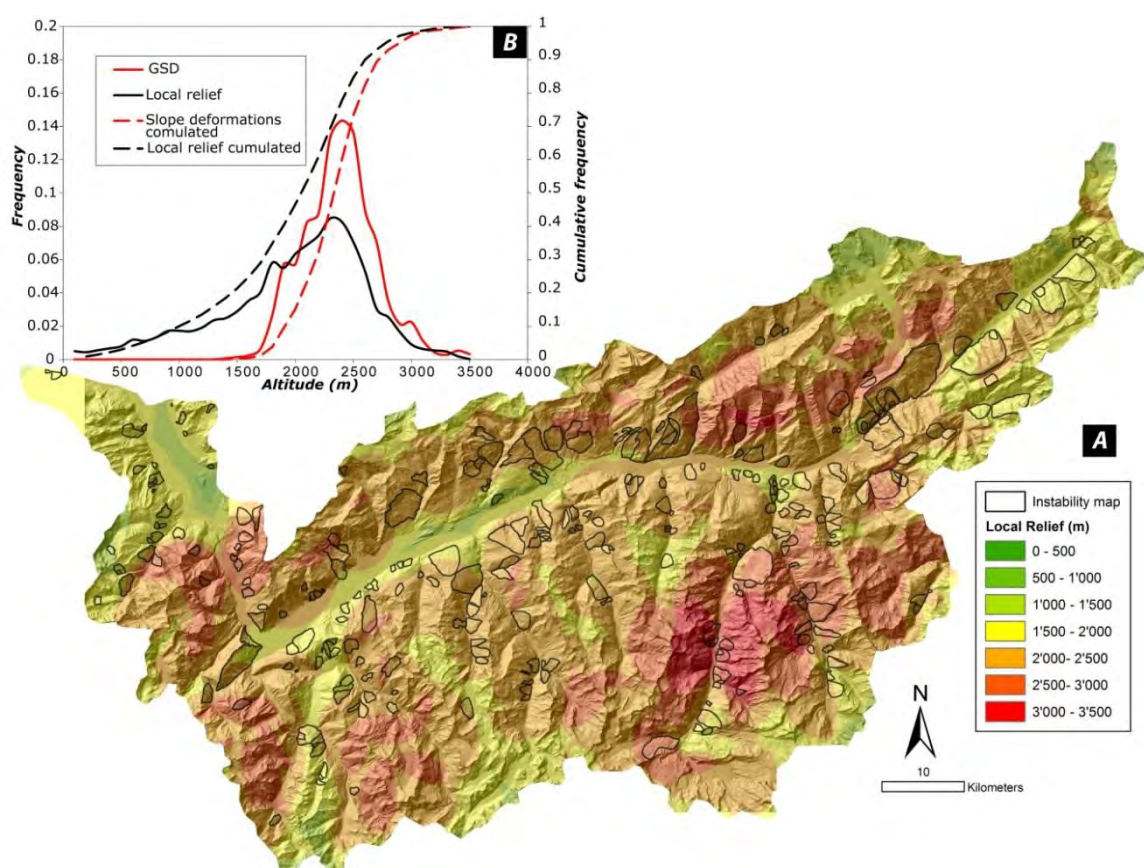 B
GSD
Local relief
Slope deformations
comulated
Local relief cumulated
Frequency
0.2
0.18
0.16
0.14
0.12
0.1
0.08
0.06
0.04
0.02
0
1
0.9
0.8
0.7
0.6
0.5
0.4
0.3
0.2
0.1
0
Cumulative frequency
0 500 1000 1500 2000 2500 3000 3500 4000
Altitude (m)
A
Instability map
Local Relief (m)
0 - 500
500 - 1'000
1'000 - 1'500
1'500 - 2'000
2'000- 2'500
2'500- 3'000
3'000 - 3'500
N
10
Kilometers